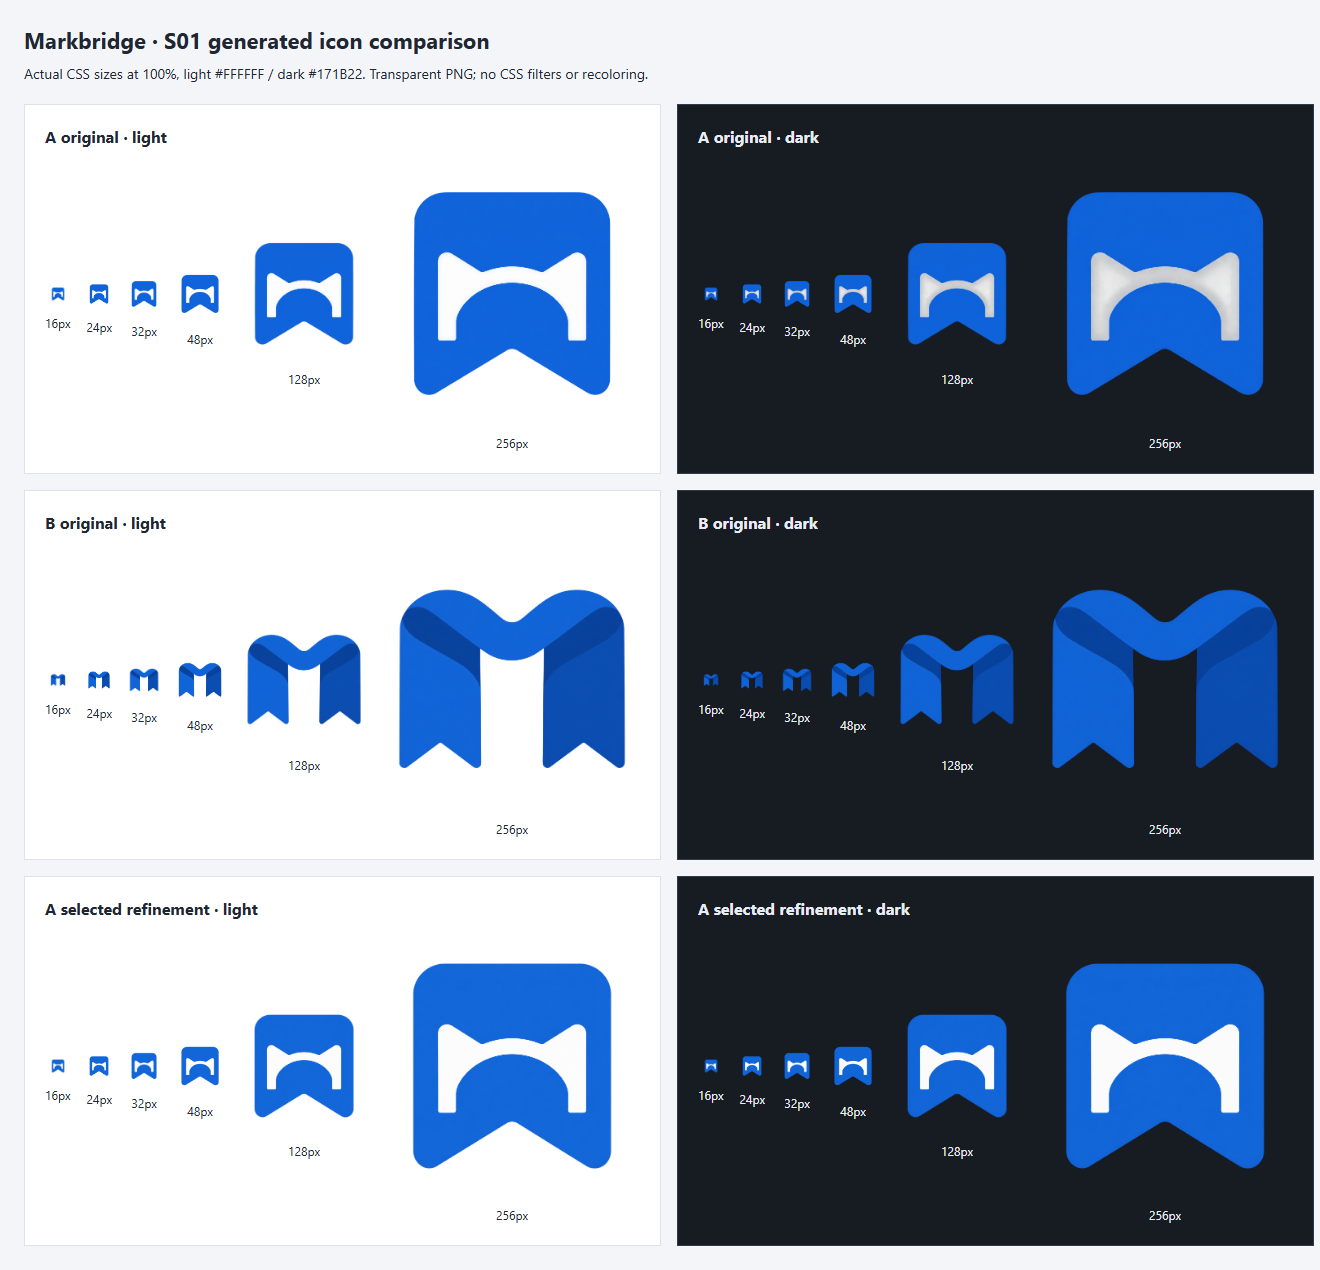 Markbridge · S01 generated icon comparison
Actual CSS sizes at 100%, light #FFFFFF / dark #171B22. Transparent PNG; no CSS filters or recoloring.
A original · light
16px
24px
32px
48px
128px
256px
A original · dark
16px
24px
32px
48px
128px
256px
B original · light
16px
24px
32px
48px
128px
256px
B original · dark
16px
24px
32px
48px
128px
256px
A selected refinement · light
16px
24px
32px
48px
128px
256px
A selected refinement · dark
16px
24px
32px
48px
128px
256px